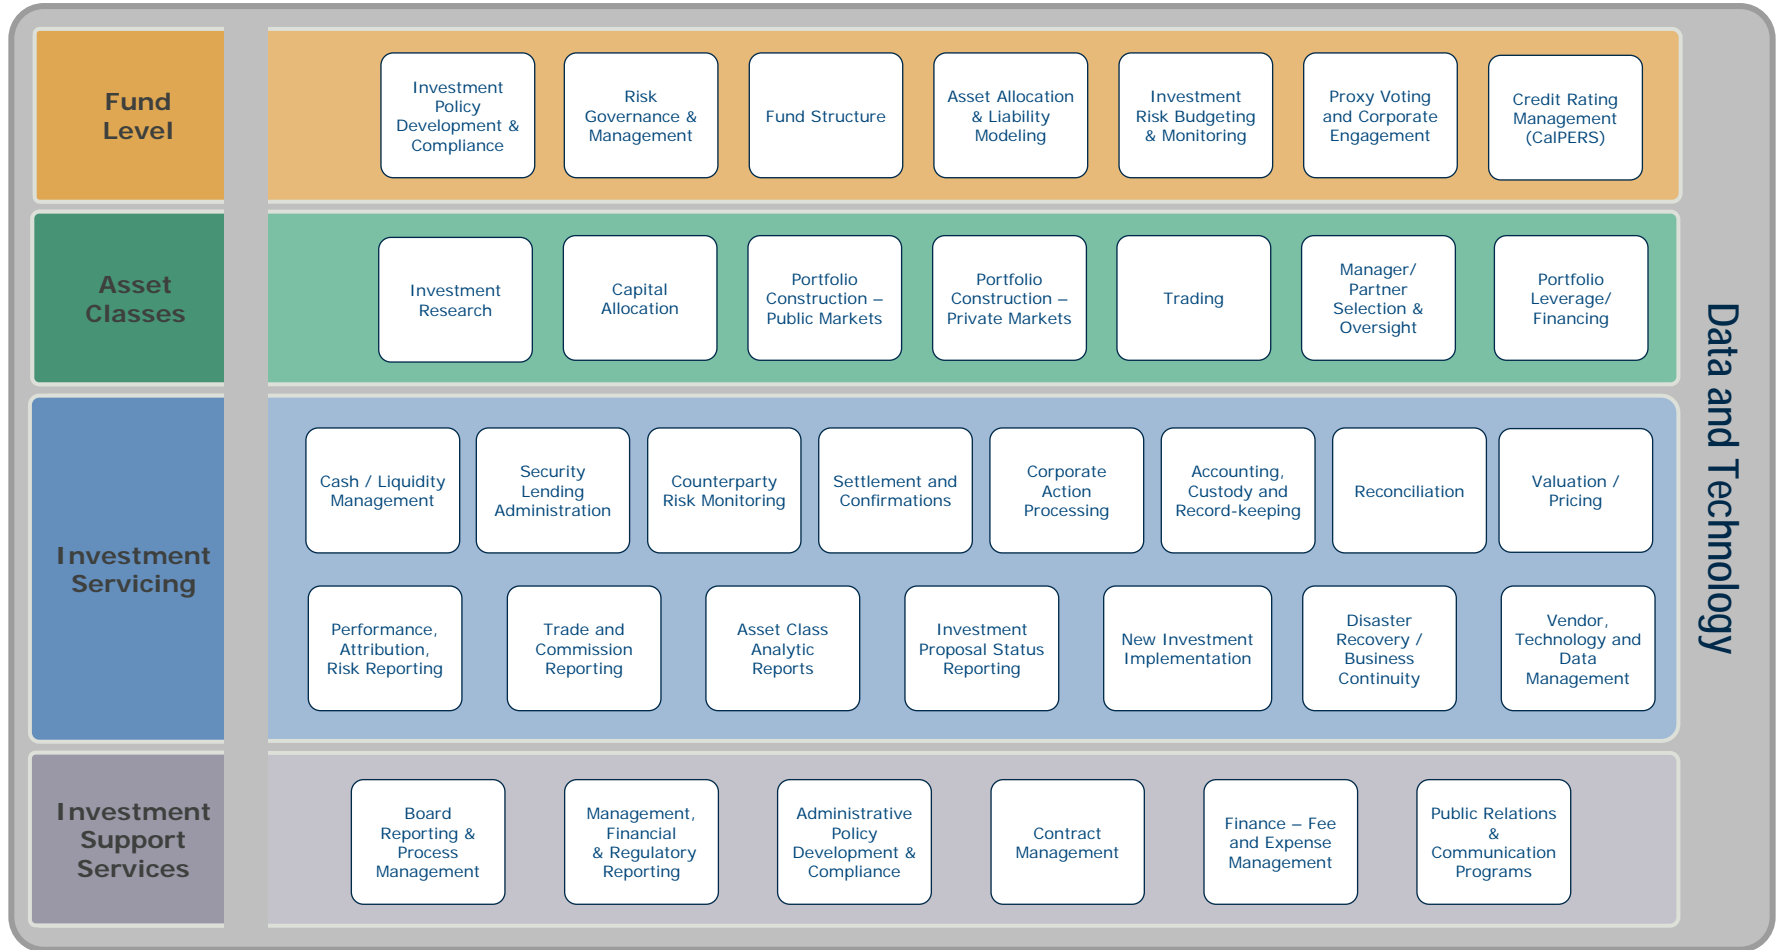 Fund
Level
Investment
Policy
Development &
Compliance
Risk
Governance &
Management
Fund Structure
Asset Allocation
& Liability
Modeling
Investment
Risk Budgeting
& Monitoring
Proxy Voting
and Corporate
Engagement
Credit Rating
Management
(CalPERS)
Asset
Classes
Investment
Research
Capital
Allocation
Portfolio
Construction –
Public Markets
Portfolio
Construction –
Private Markets
Trading
Manager/
Partner
Selection &
Oversight
Portfolio
Leverage/
Financing
Investment
Servicing
Cash / Liquidity
Management
Security
Lending
Administration
Counterparty
Risk Monitoring
Settlement and
Confirmations
Corporate
Action
Processing
Accounting,
Custody and
Record-keeping
Reconciliation
Valuation /
Pricing
Performance,
Attribution,
Risk Reporting
Trade and
Commission
Reporting
Asset Class
Analytic
Reports
Investment
Proposal Status
Reporting
New Investment
Implementation
Disaster
Recovery /
Business
Continuity
Vendor,
Technology and
Data
Management
Investment
Support
Services
Board
Reporting &
Process
Management
Management,
Financial
& Regulatory
Reporting
Administrative
Policy
Development &
Compliance
Contract
Management
Finance – Fee
and Expense
Management
Public Relations
&
Communication
Programs
Data and Technology